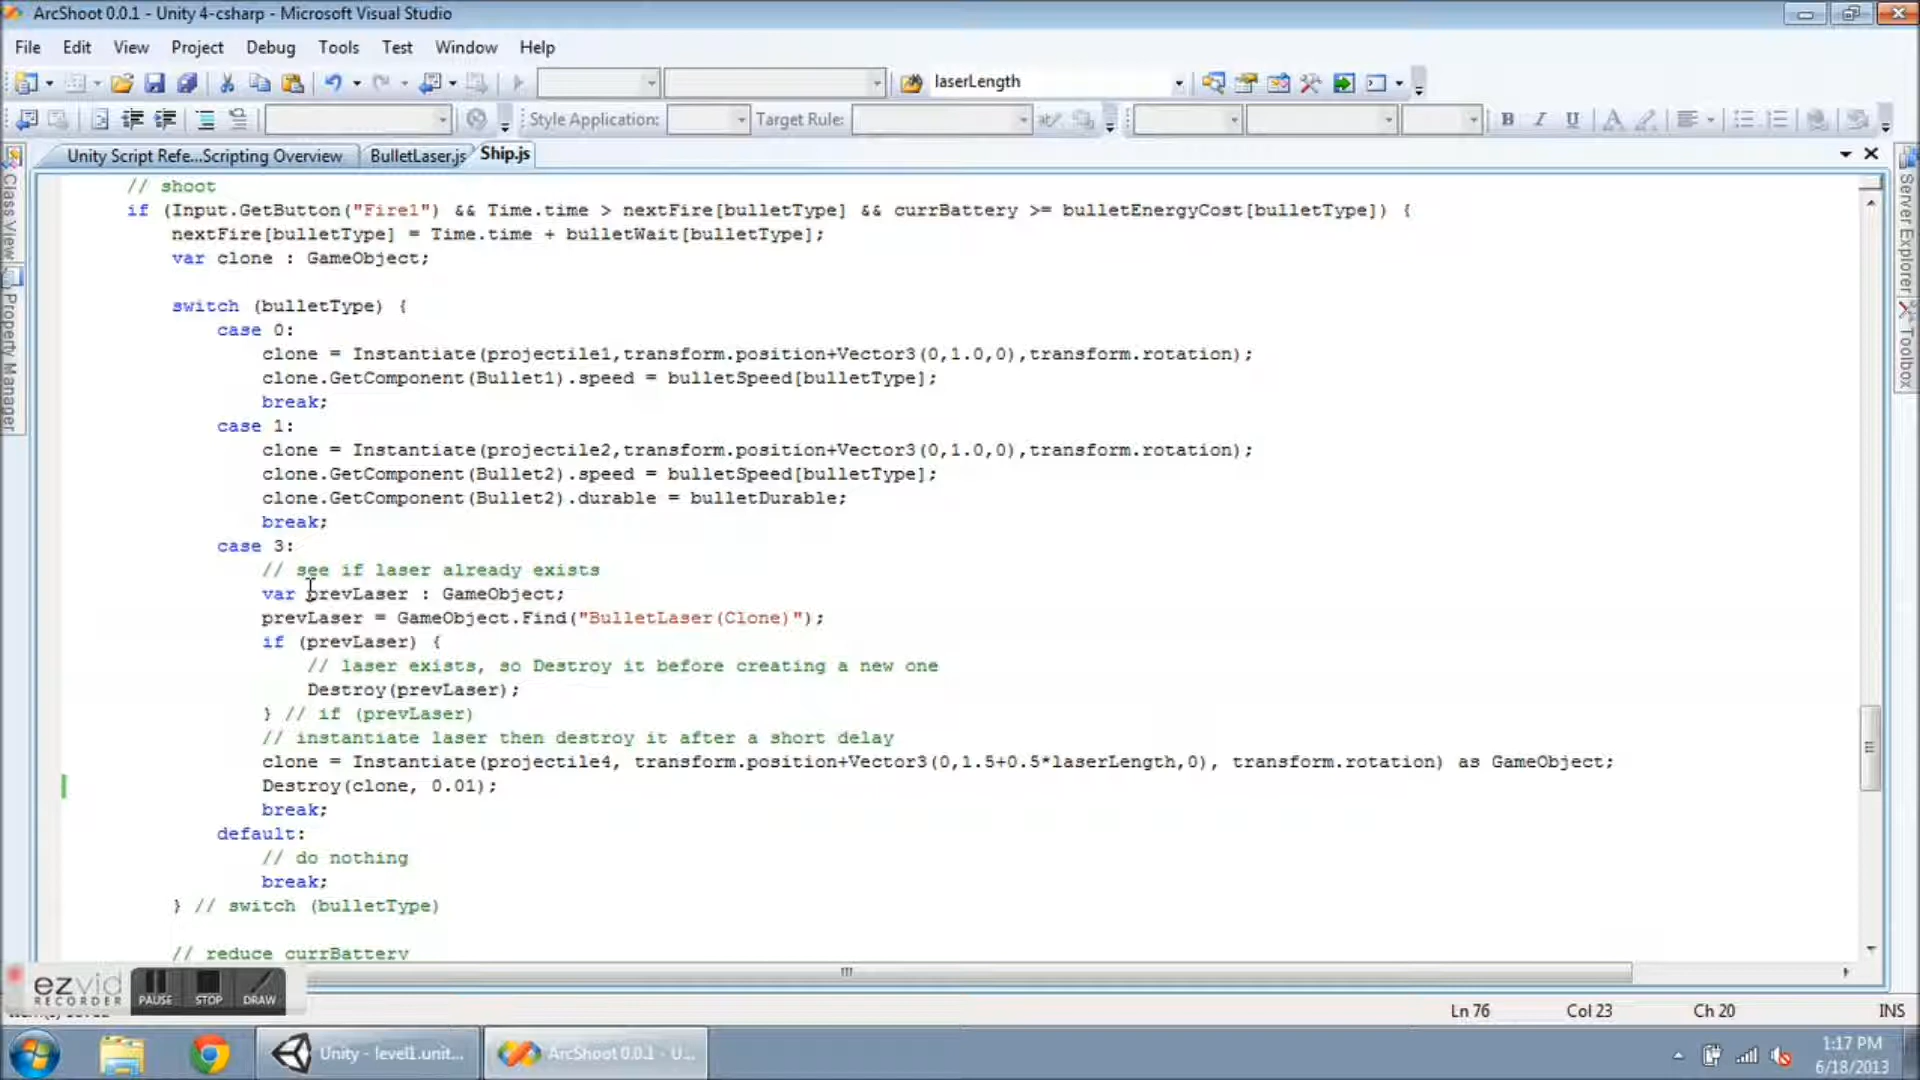 ArcShoot 0.0.1 - Unity 4-csharp - Microsoft Visual Studio
File Edit View Project Debug Tools Test Window Help
laserLength
Style Application: Target Rule: B I U
Unity Script Refe...Scripting Overview BulletLaser.js Ship.js
Class View
Property Manager
Server Explorer
Toolbox
// shoot
if (Input.GetButton("Fire1") && Time.time > nextFire[bulletType] && currBattery >= bulletEnergyCost[bulletType]) {
nextFire[bulletType] = Time.time + bulletWait[bulletType];
var clone : GameObject;
switch (bulletType) {
case 0:
clone = Instantiate(projectile1,transform.position+Vector3(0,1.0,0),transform.rotation);
clone.GetComponent(Bullet1).speed = bulletSpeed[bulletType];
break;
case 1:
clone = Instantiate(projectile2,transform.position+Vector3(0,1.0,0),transform.rotation);
clone.GetComponent(Bullet2).speed = bulletSpeed[bulletType];
clone.GetComponent(Bullet2).durable = bulletDurable;
break;
case 3:
// see if laser already exists
var prevLaser : GameObject;
prevLaser = GameObject.Find("BulletLaser(Clone)");
if (prevLaser) {
// laser exists, so Destroy it before creating a new one
Destroy(prevLaser);
} // if (prevLaser)
// instantiate laser then destroy it after a short delay
clone = Instantiate(projectile4, transform.position+Vector3(0,1.5+0.5*laserLength,0), transform.rotation) as GameObject;
Destroy(clone, 0.01);
break;
default:
// do nothing
break;
} // switch (bulletType)
// reduce currBattery
ezvid
RECORDER
PAUSE STOP DRAW
Ln 76 Col 23 Ch 20 INS
Unity - level1.unit... ArcShoot 0.0.1 - U...
1:17 PM
6/18/2013